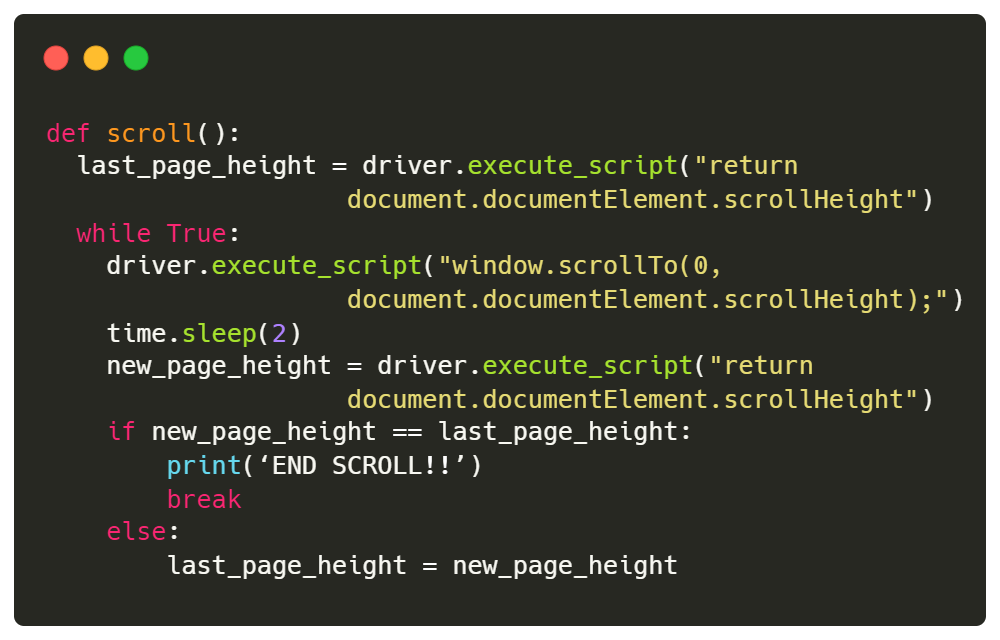 def scroll():
  last_page_height = driver.execute_script("return
                    document.documentElement.scrollHeight")
  while True:
    driver.execute_script("window.scrollTo(0,
                    document.documentElement.scrollHeight);")
    time.sleep(2)
    new_page_height = driver.execute_script("return
                    document.documentElement.scrollHeight")
    if new_page_height == last_page_height:
        print(‘END SCROLL!!’)
        break
    else:
        last_page_height = new_page_height